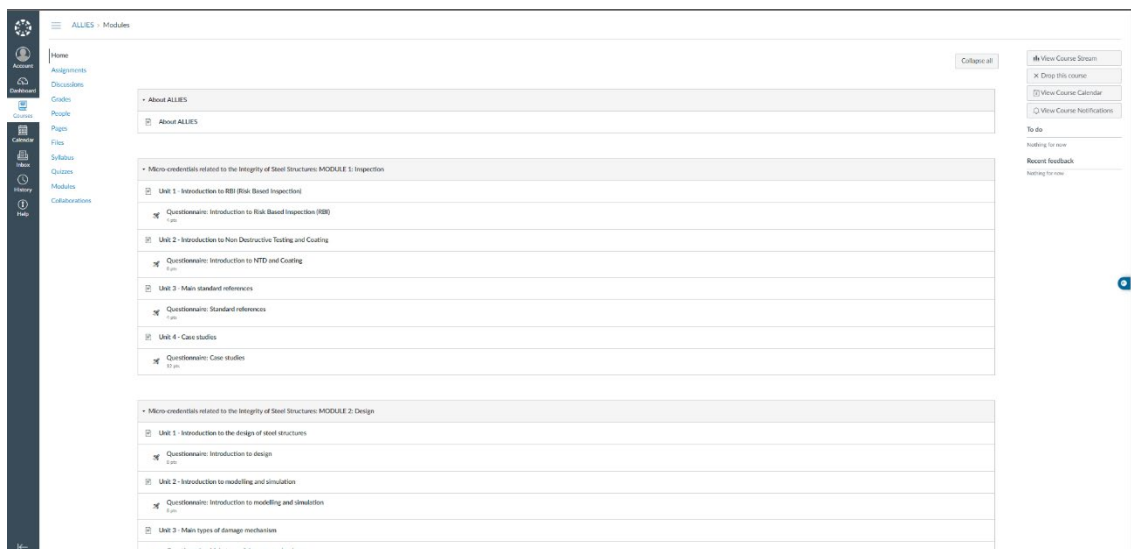 ALLIES › Modules
Account
Dashboard
Courses
Calendar
Inbox
History
Help
Home
Assignments
Discussions
Grades
People
Pages
Files
Syllabus
Quizzes
Modules
Collaborations
Collapse all
About ALLIES
About ALLIES
Micro-credentials related to the Integrity of Steel Structures: MODULE 1: Inspection
Unit 1 - Introduction to RBI (Risk Based Inspection)
Questionnaire: Introduction to Risk Based Inspection (RBI)
pts
Unit 2 - Introduction to Non Destructive Testing and Coating
Questionnaire: Introduction to NTD and Coating
pts
Unit 3 - Main standard references
Questionnaire: Standard references
pts
Unit 4 - Case studies
Questionnaire: Case studies
pts
Micro-credentials related to the Integrity of Steel Structures: MODULE 2: Design
Unit 1 - Introduction to the design of steel structures
Questionnaire: Introduction to design
pts
Unit 2 - Introduction to modelling and simulation
Questionnaire: Introduction to modelling and simulation
pts
Unit 3 - Main types of damage mechanism
View Course Stream
Drop this course
View Course Calendar
View Course Notifications
To do
Nothing for now
Recent feedback
Nothing for now